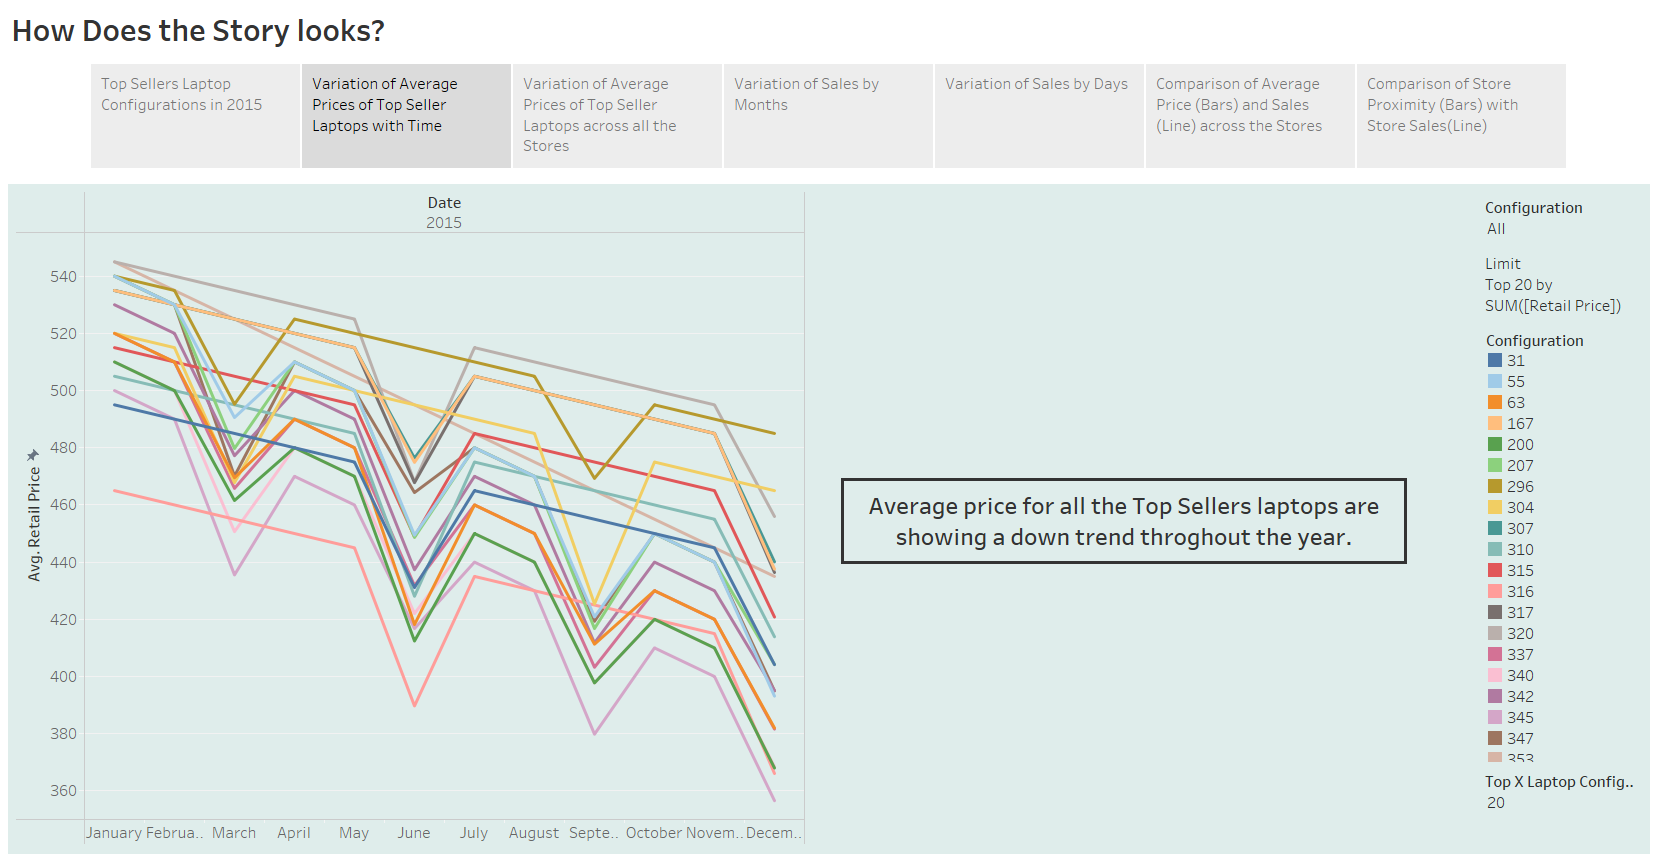 How Does the Story looks?
Top Sellers Laptop
Configurations in 2015
Variation of Average
Prices of Top Seller
Laptops with Time
Variation of Average
Prices of Top Seller
Laptops across all the
Stores
Variation of Sales by
Months
Variation of Sales by Days
Comparison of Average
Price (Bars) and Sales
(Line) across the Stores
Comparison of Store
Proximity (Bars) with
Store Sales(Line)
Date
2015
Avg. Retail Price
540
520
500
480
460
440
420
400
380
360
January Februa.. March April May June July August Septe.. October Novem.. Decem..
Average price for all the Top Sellers laptops are
showing a down trend throghout the year.
Configuration
All
Limit
Top 20 by
SUM([Retail Price])
Configuration
31
55
63
167
200
207
296
304
307
310
315
316
317
320
337
340
342
345
347
353
Top X Laptop Config..
20